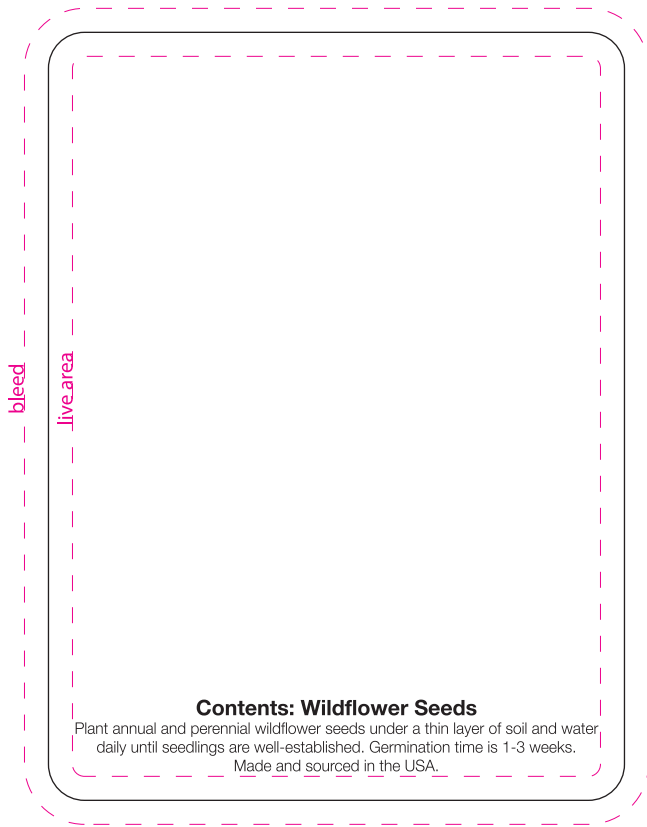 bleed
live area
Contents: Wildflower Seeds
Plant annual and perennial wildflower seeds under a thin layer of soil and water
daily until seedlings are well-established. Germination time is 1-3 weeks.
Made and sourced in the USA.